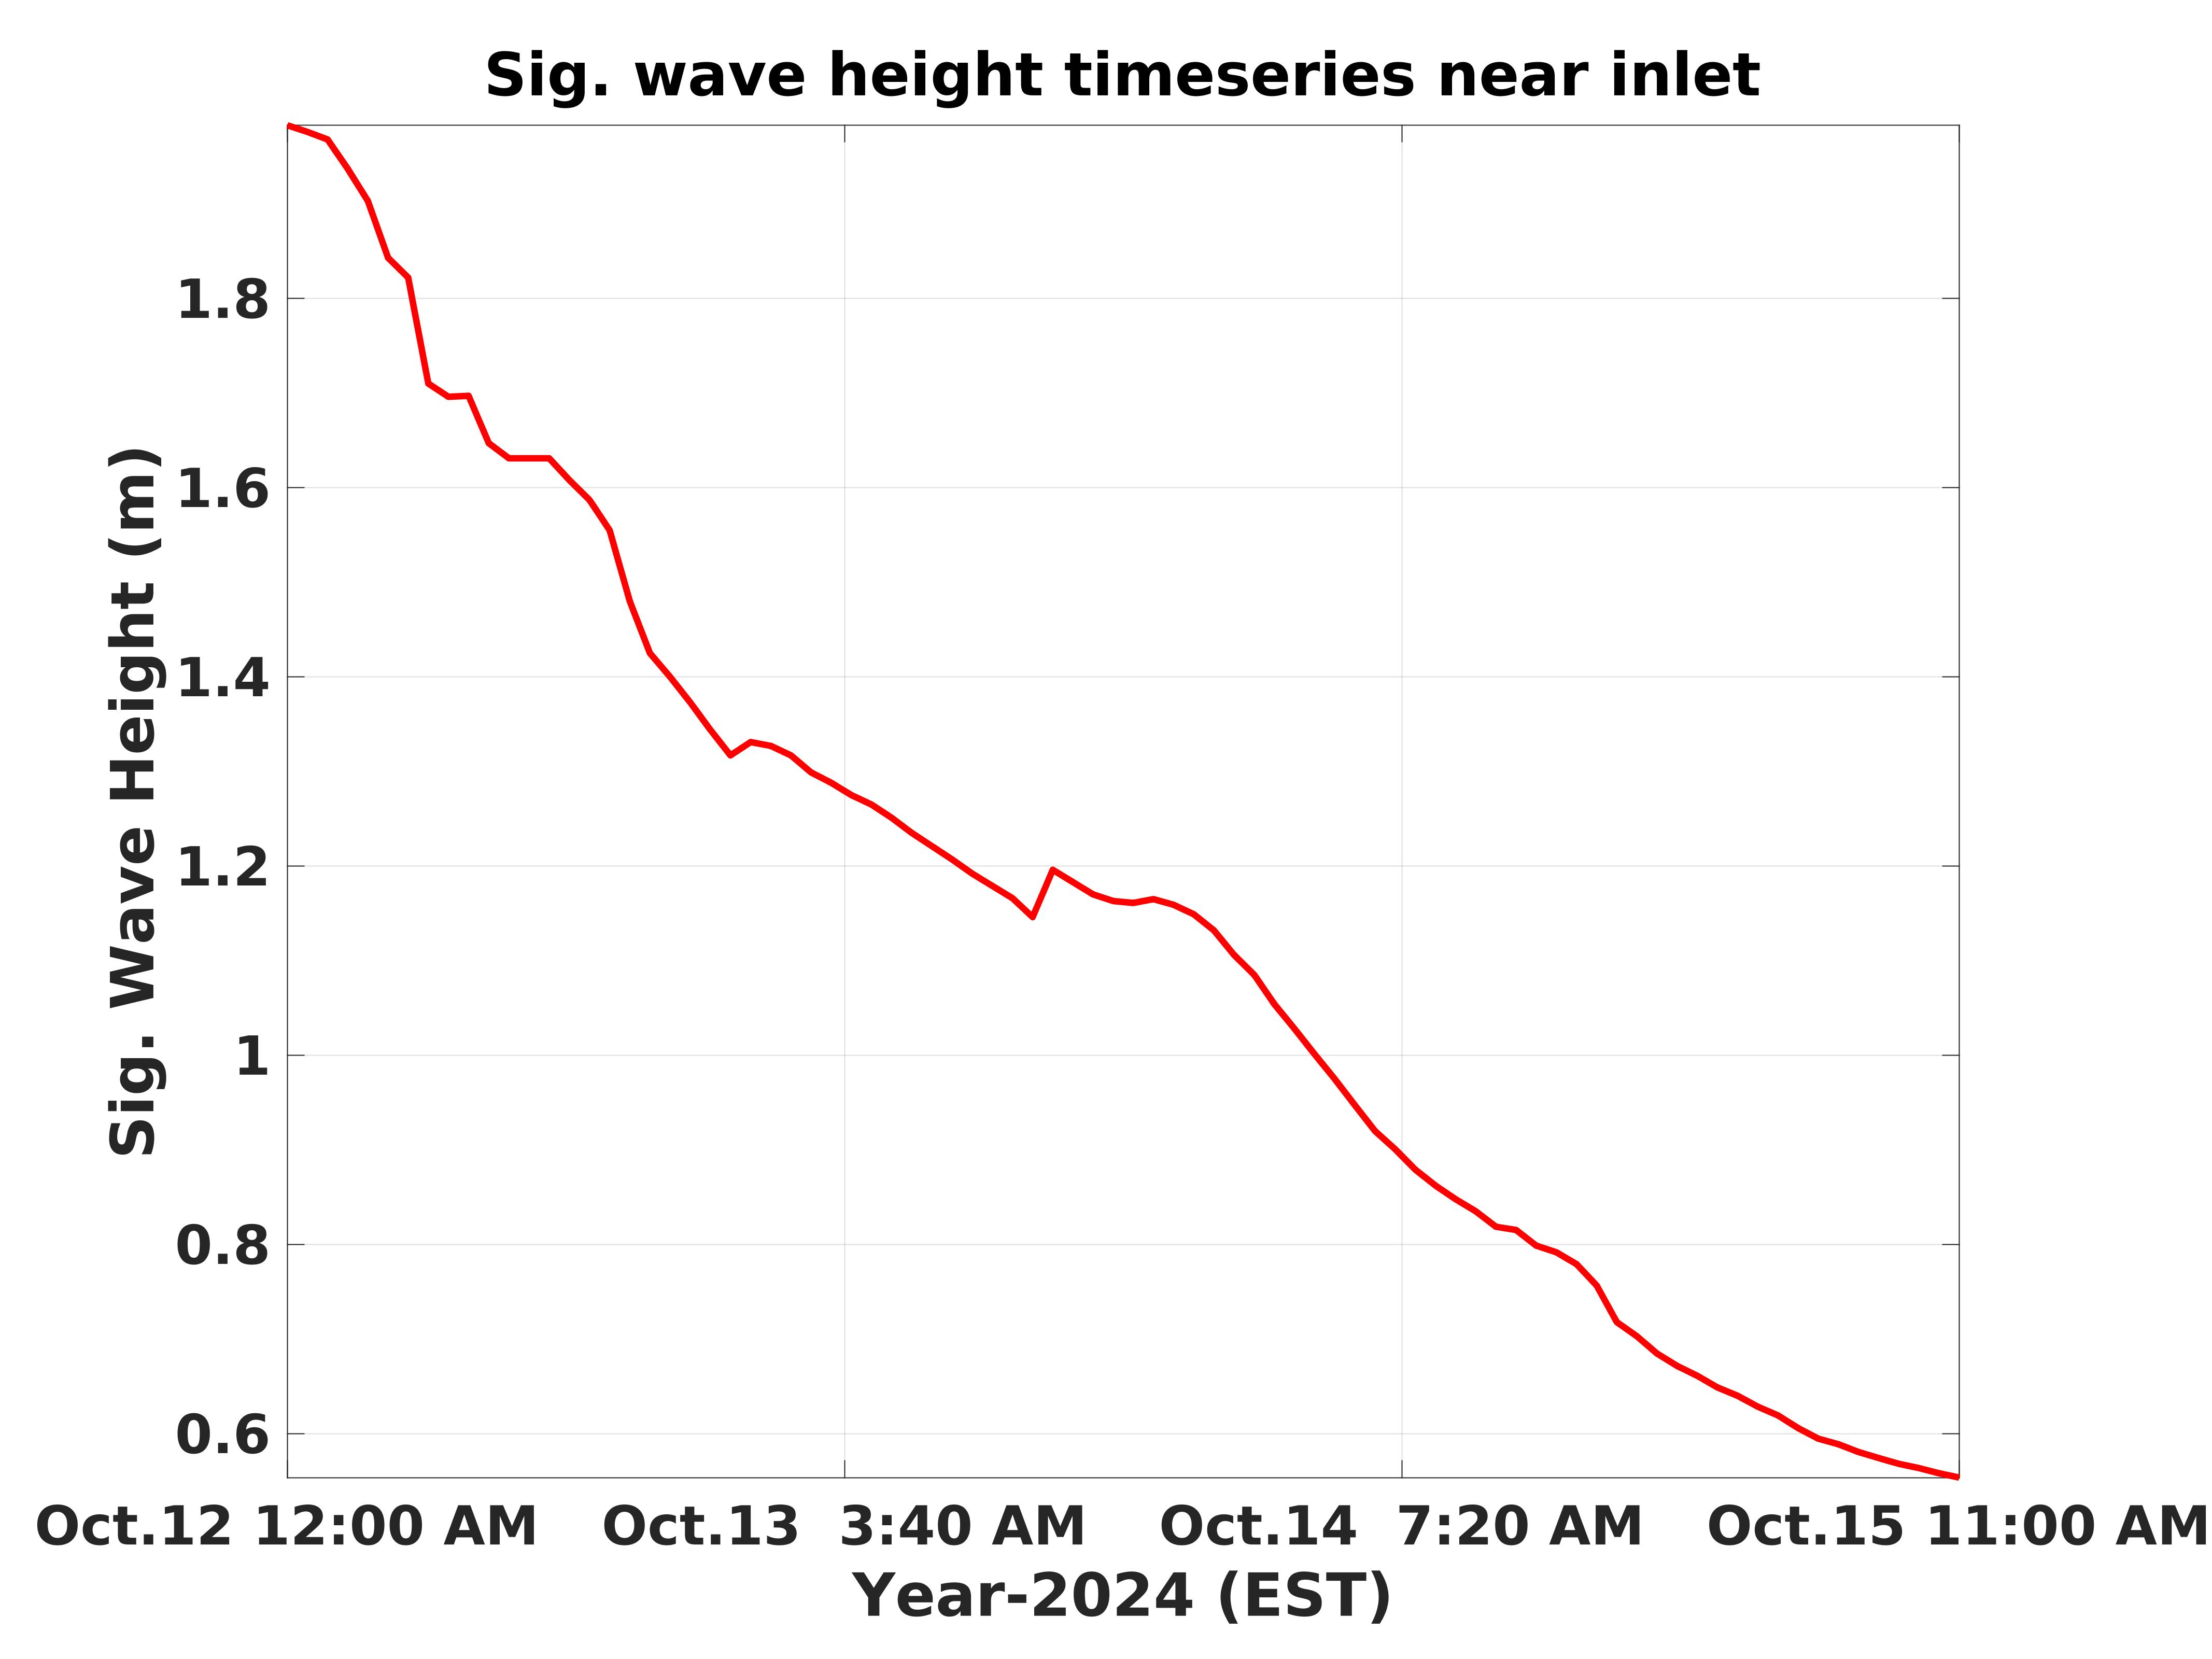 Sig. wave height timeseries near inlet
Sig. Wave Height (m)
1.8
1.6
1.4
1.2
1
0.8
0.6
Oct.12 12:00 AM Oct.13 3:40 AM Oct.14 7:20 AM Oct.15 11:00 AM
Year-2024 (EST)